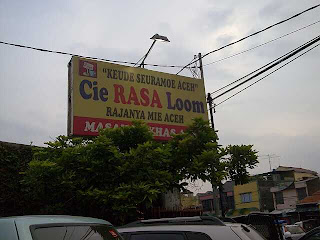 "KEUDE SEURAMOE ACEH"
Cie RASA Loom
RAJANYA MIE ACEH